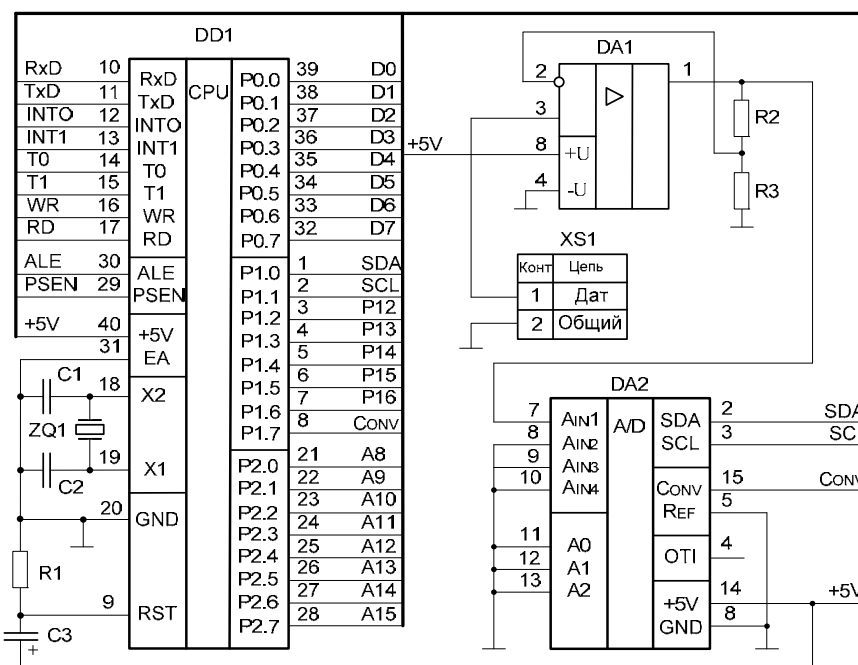 DD1
RxD 10 RxD CPU P0.0 39 D0
TxD 11 TxD P0.1 38 D1
INTO 12 INTO P0.2 37 D2
INT1 13 INT1 P0.3 36 D3
T0 14 T0 P0.4 35 D4
T1 15 T1 P0.5 34 D5
WR 16 WR P0.6 33 D6
RD 17 RD P0.7 32 D7
ALE 30 ALE P1.0 1 SDA
PSEN 29 PSEN P1.1 2 SCL
P1.2 3 P12
+5V 40 +5V P1.3 4 P13
31 EA P1.4 5 P14
P1.5 6 P15
C1 18 X2 P1.6 7 P16
P1.7 8 CONV
ZQ1
C2 19 X1 P2.0 21 A8
P2.1 22 A9
20 GND P2.2 23 A10
P2.3 24 A11
P2.4 25 A12
R1 P2.5 26 A13
P2.6 27 A14
9 RST P2.7 28 A15
C3 +
DA1
2 1
3 ▷
+5V 8 +U
4 -U
R2
R3
XS1
Конт Цепь
1 Дат
2 Общий
DA2
7 AIN1 A/D SDA 2 SDA
8 AIN2 SCL 3 SC
9 AIN3
10 AIN4 CONV 15 CONV
REF 5
11 A0 OTI 4
12 A1
13 A2 +5V 14 +5V
GND 8